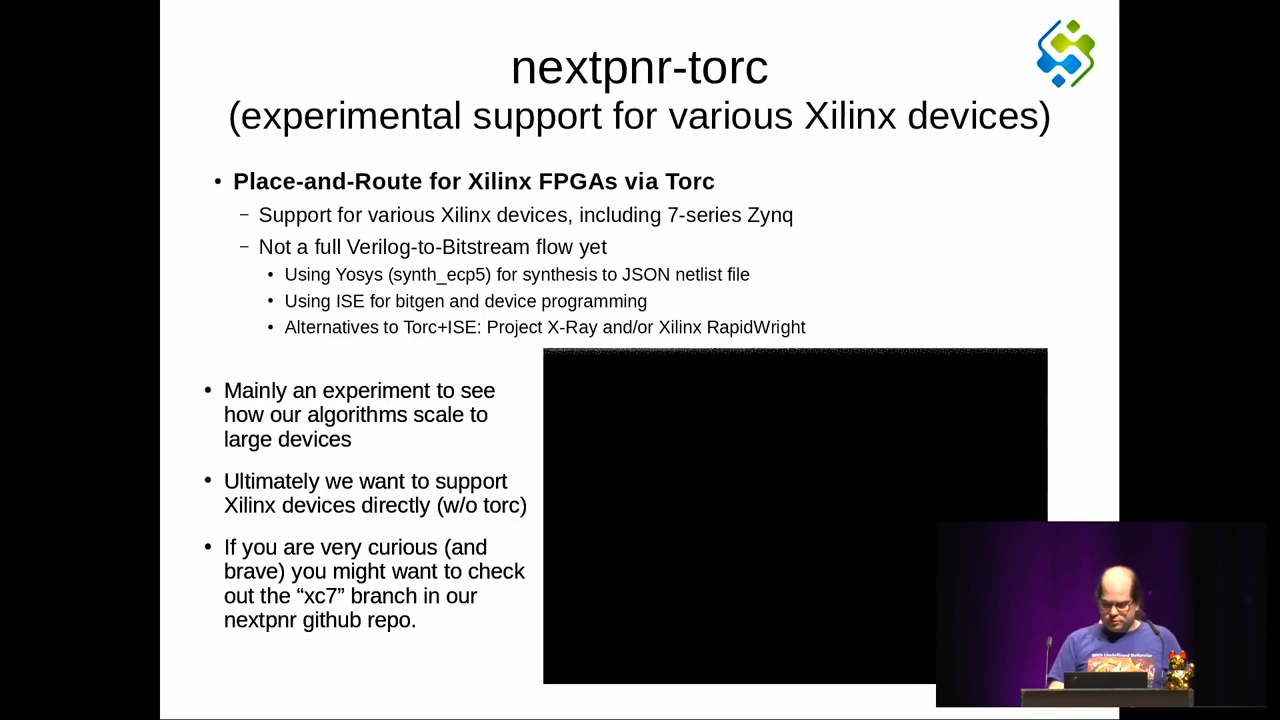 nextpnr-torc
(experimental support for various Xilinx devices)
• Place-and-Route for Xilinx FPGAs via Torc
– Support for various Xilinx devices, including 7-series Zynq
– Not a full Verilog-to-Bitstream flow yet
• Using Yosys (synth_ecp5) for synthesis to JSON netlist file
• Using ISE for bitgen and device programming
• Alternatives to Torc+ISE: Project X-Ray and/or Xilinx RapidWright
• Mainly an experiment to see
how our algorithms scale to
large devices
• Ultimately we want to support
Xilinx devices directly (w/o torc)
• If you are very curious (and
brave) you might want to check
out the “xc7” branch in our
nextpnr github repo.
With Undefined Behavior